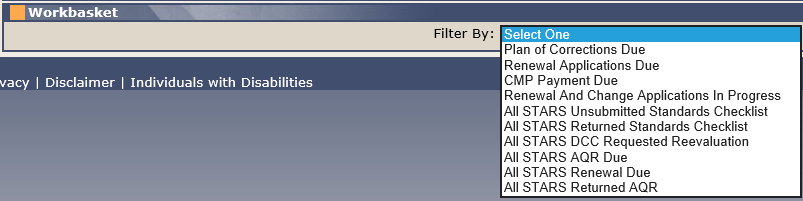 Workbasket
Filter By: Select One
Plan of Corrections Due
Renewal Applications Due
CMP Payment Due
Renewal And Change Applications In Progress
All STARS Unsubmitted Standards Checklist
All STARS Returned Standards Checklist
All STARS DCC Requested Reevaluation
All STARS AQR Due
All STARS Renewal Due
All STARS Returned AQR
vacy | Disclaimer | Individuals with Disabilities